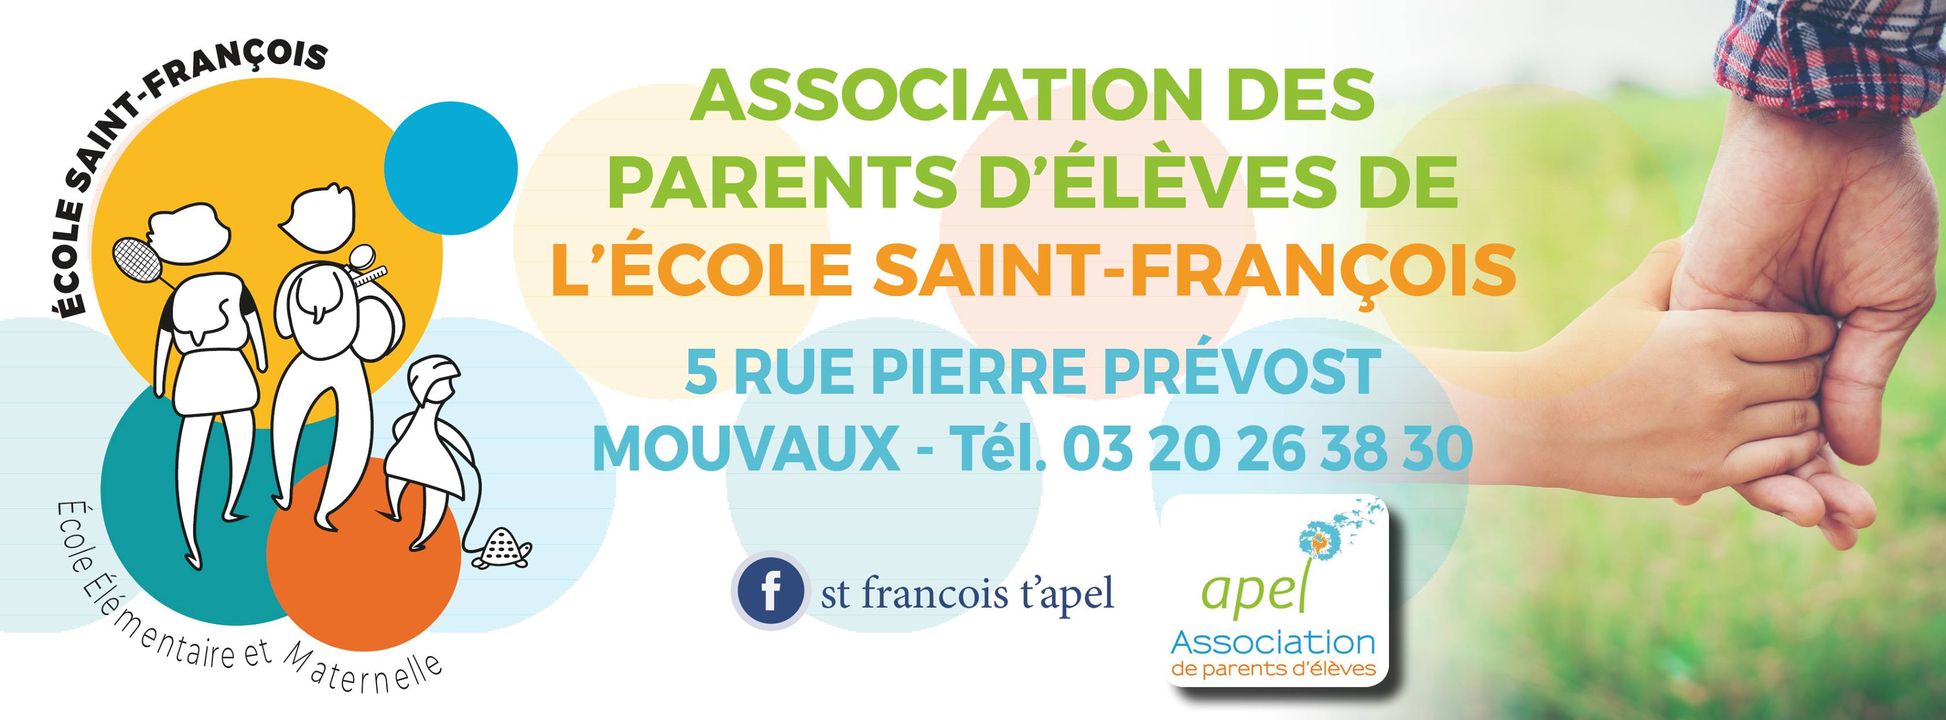 ÉCOLE SAINT-FRANÇOIS
École Élémentaire et Maternelle
ASSOCIATION DES
PARENTS D’ÉLÈVES DE
L’ÉCOLE SAINT-FRANÇOIS
5 RUE PIERRE PRÉVOST
MOUVAUX - Tél. 03 20 26 38 30
f st francois t’apel
apel
Association
de parents d’élèves